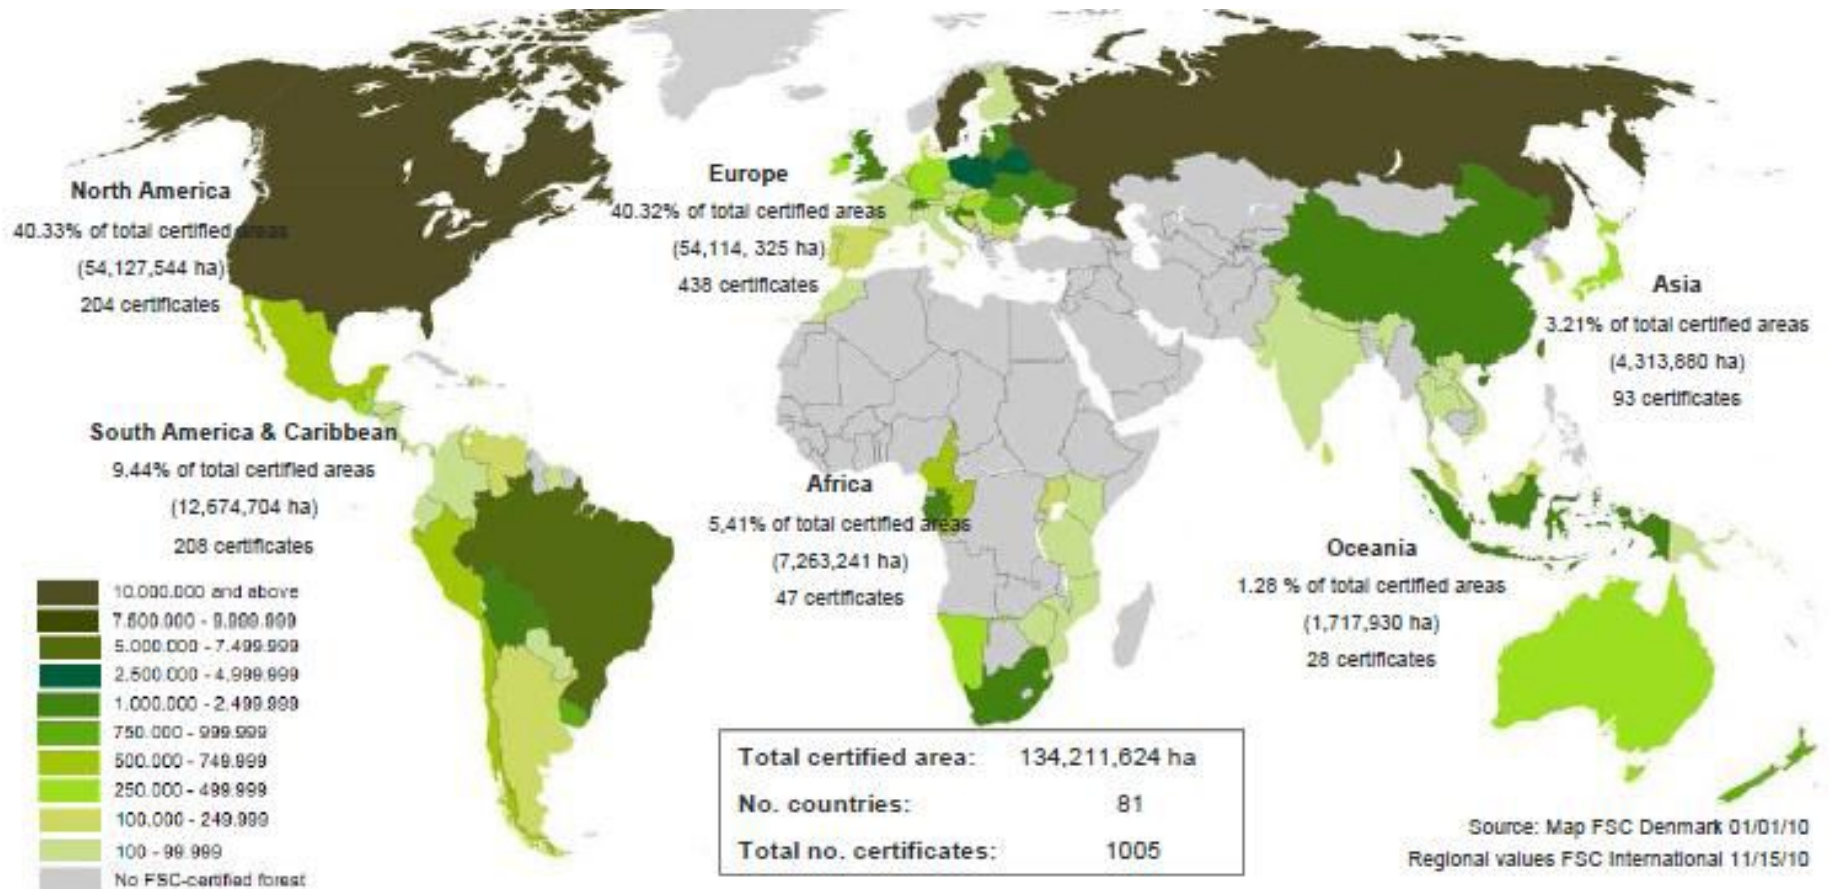 North America
40.33% of total certified areas
(54,127,544 ha)
204 certificates
Europe
40.32% of total certified areas
(54,114, 325 ha)
438 certificates
Asia
3.21% of total certified areas
(4,313,880 ha)
93 certificates
South America & Caribbean
9.44% of total certified areas
(12,674,704 ha)
208 certificates
Africa
5,41% of total certified areas
(7,263,241 ha)
47 certificates
Oceania
1.28 % of total certified areas
(1,717,930 ha)
28 certificates
10.000.000 and above
7.500.000 - 9.999.999
5.000.000 - 7.499.999
2.500.000 - 4,999.999
1.000.000 - 2.499.999
750.000 - 999.999
500.000 - 749.999
250.000 - 499.999
100.000 - 249.999
100 - 99.999
No FSC-certified forest
Total certified area: 134,211,624 ha
No. countries: 81
Total no. certificates: 1005
Source: Map FSC Denmark 01/01/10
Regional values FSC International 11/15/10